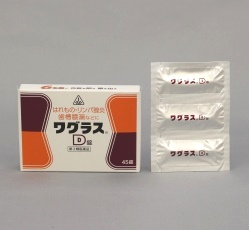 はれもの・リンパ腺炎
歯槽膿漏などに
ワグラス®
D錠
第2類医薬品
45錠
ワグラス® D錠
ワグラス® D錠
ワグラス® D錠